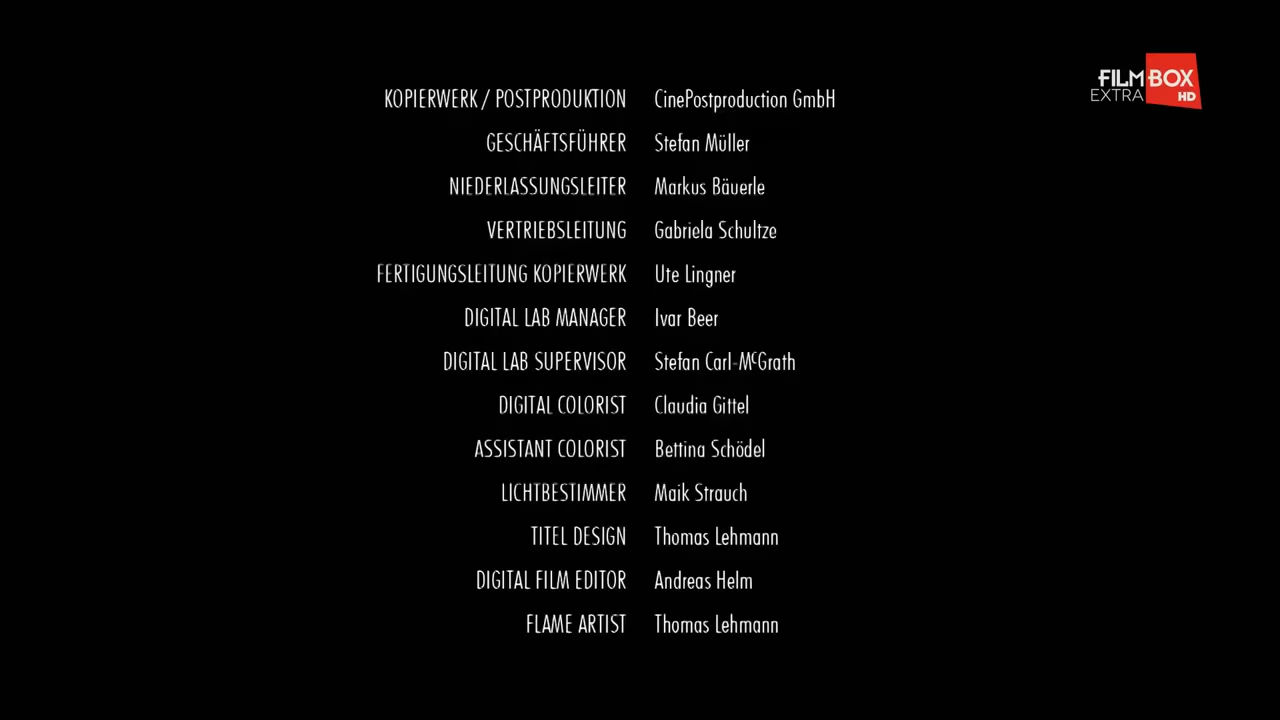 FILMBOX
EXTRA HD
KOPIERWERK / POSTPRODUKTION CinePostproduction GmbH
GESCHÄFTSFÜHRER Stefan Müller
NIEDERLASSUNGSLEITER Markus Bäuerle
VERTRIEBSLEITUNG Gabriela Schultze
FERTIGUNGSLEITUNG KOPIERWERK Ute Lingner
DIGITAL LAB MANAGER Ivar Beer
DIGITAL LAB SUPERVISOR Stefan Carl-McGrath
DIGITAL COLORIST Claudia Gittel
ASSISTANT COLORIST Bettina Schödel
LICHTBESTIMMER Maik Strauch
TITEL DESIGN Thomas Lehmann
DIGITAL FILM EDITOR Andreas Helm
FLAME ARTIST Thomas Lehmann